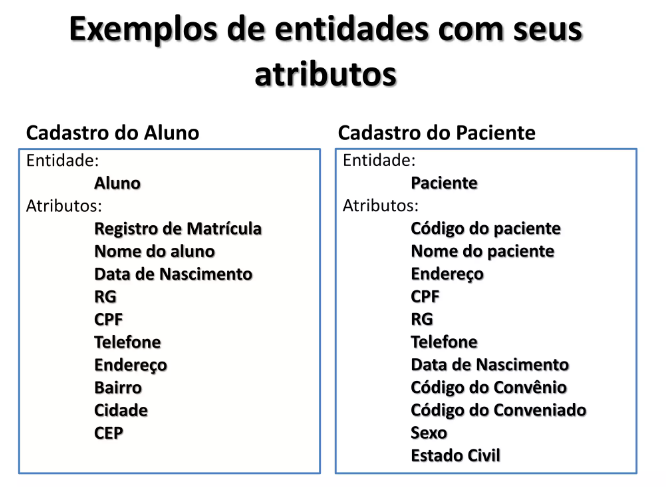 Exemplos de entidades com seus
atributos
Cadastro do Aluno
Entidade:
Aluno
Atributos:
Registro de Matrícula
Nome do aluno
Data de Nascimento
RG
CPF
Telefone
Endereço
Bairro
Cidade
CEP
Cadastro do Paciente
Entidade:
Paciente
Atributos:
Código do paciente
Nome do paciente
Endereço
CPF
RG
Telefone
Data de Nascimento
Código do Convênio
Código do Conveniado
Sexo
Estado Civil